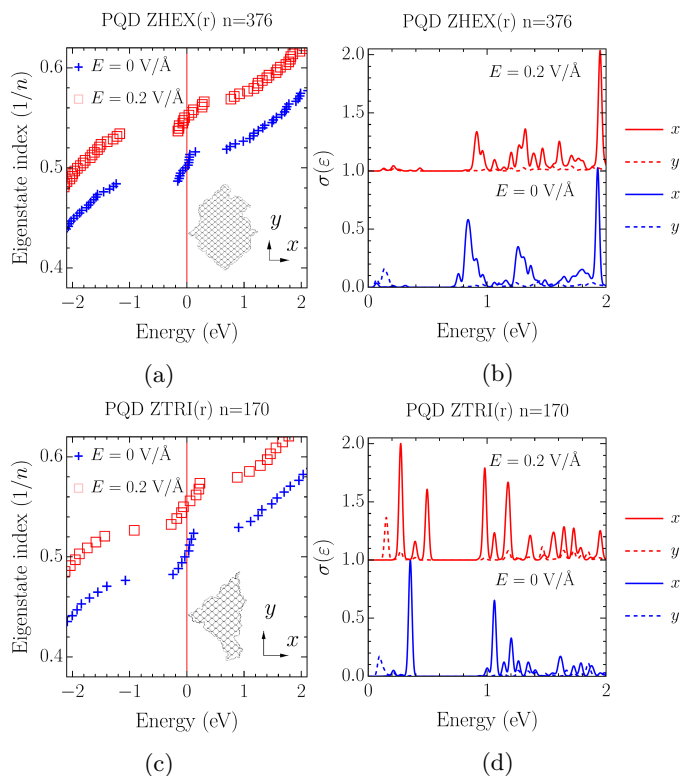 PQD ZHEX(r) n=376
Eigenstate index (1/n)
0.6
0.5
0.4
E = 0 V/Å
E = 0.2 V/Å
y
x
−2
−1
0
1
2
Energy (eV)
(a)
PQD ZHEX(r) n=376
σ(ε)
2.0
1.5
1.0
0.5
0.0
E = 0.2 V/Å
E = 0 V/Å
0
1
2
Energy (eV)
x
y
x
y
(b)
PQD ZTRI(r) n=170
Eigenstate index (1/n)
0.6
0.5
0.4
E = 0 V/Å
E = 0.2 V/Å
y
x
−2
−1
0
1
2
Energy (eV)
(c)
PQD ZTRI(r) n=170
σ(ε)
2.0
1.5
1.0
0.5
0.0
E = 0.2 V/Å
E = 0 V/Å
0
1
2
Energy (eV)
x
y
x
y
(d)